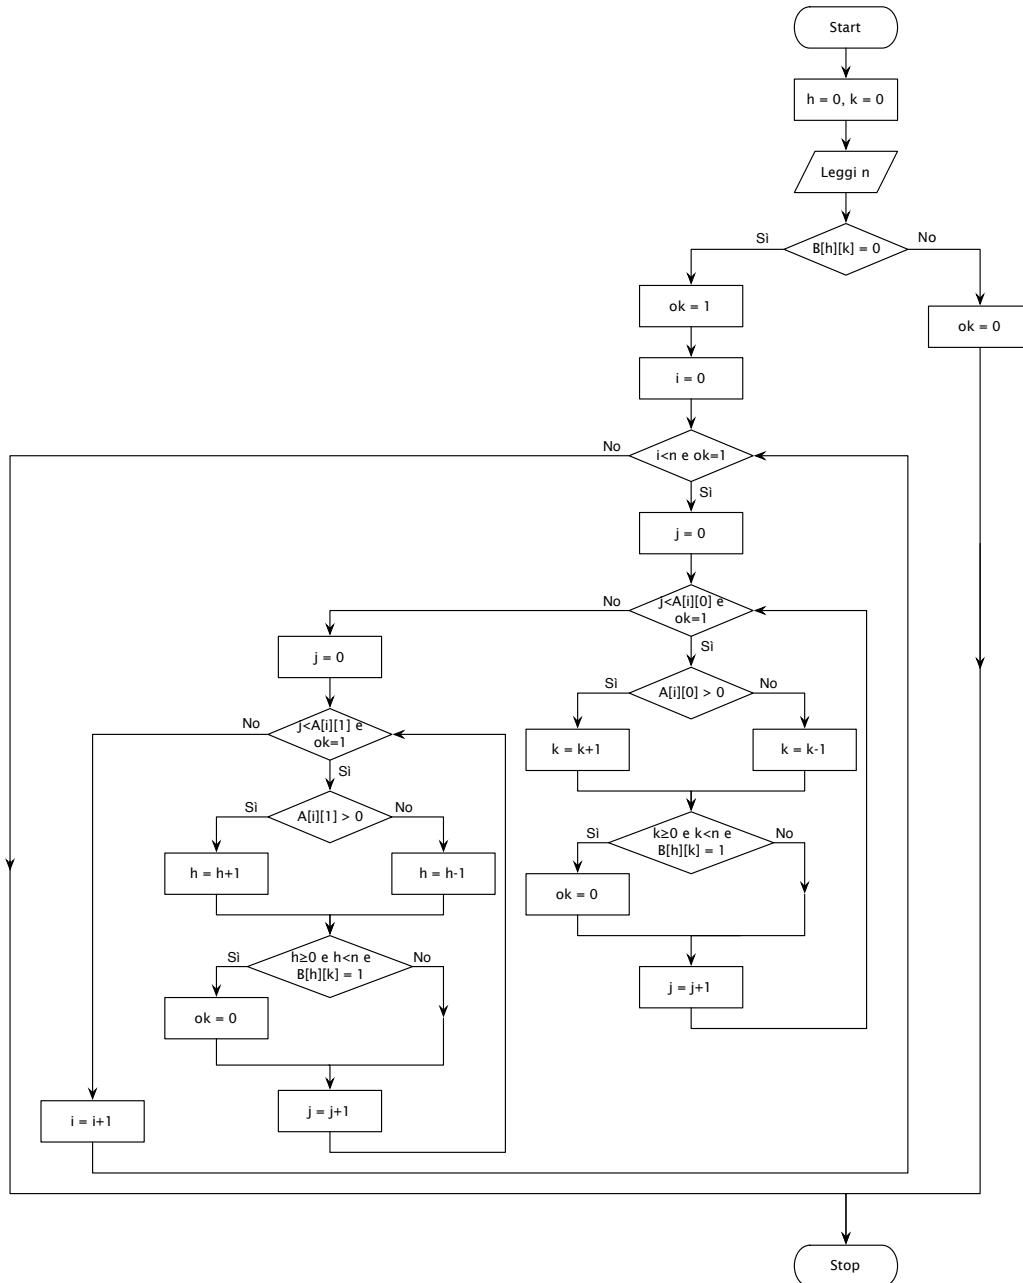 Start
h = 0, k = 0
Leggi n
Sì
B[h][k] = 0
No
ok = 1
ok = 0
i = 0
No
i<n e ok=1
Sì
j = 0
No
j<A[i][0] e
ok=1
Sì
j = 0
Sì
A[i][0] > 0
No
No
j<A[i][1] e
ok=1
Sì
k = k+1
k = k-1
Sì
A[i][1] > 0
No
Sì
k≥0 e k<n e
B[h][k] = 1
No
h = h+1
h = h-1
ok = 0
Sì
h≥0 e h<n e
B[h][k] = 1
No
j = j+1
ok = 0
i = i+1
j = j+1
Stop